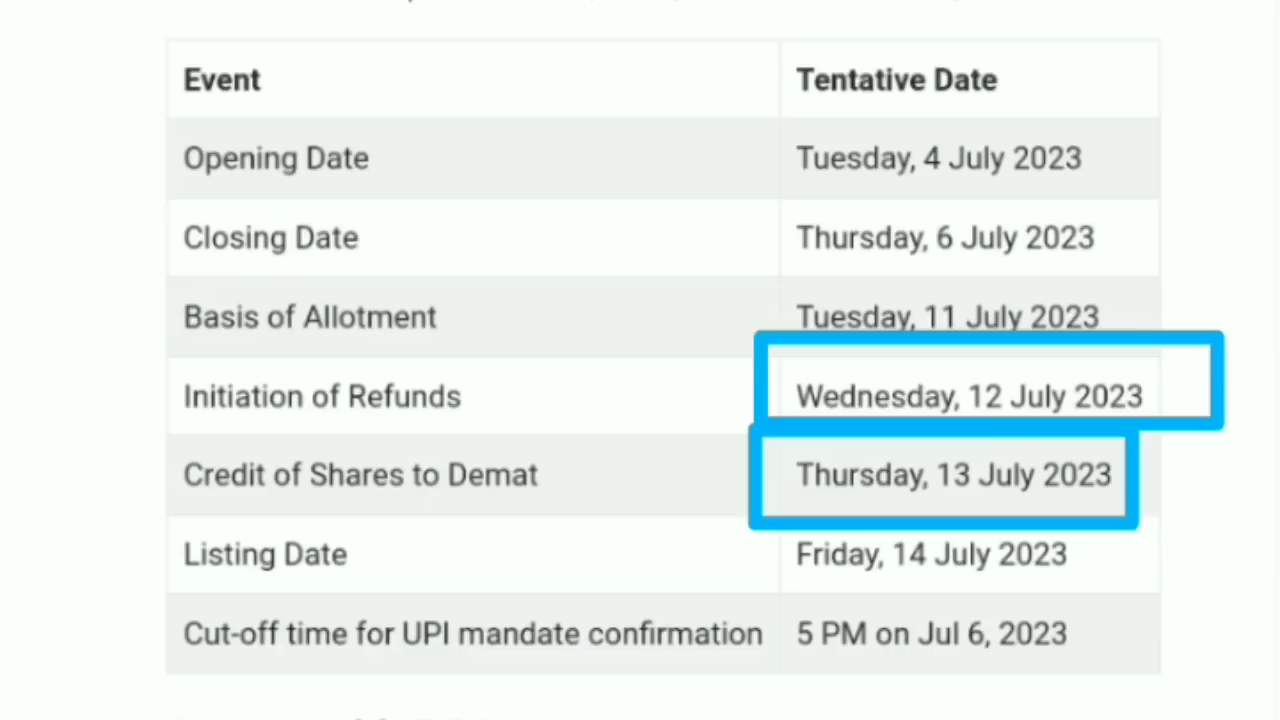 Event Tentative Date
Opening Date Tuesday, 4 July 2023
Closing Date Thursday, 6 July 2023
Basis of Allotment Tuesday, 11 July 2023
Initiation of Refunds Wednesday, 12 July 2023
Credit of Shares to Demat Thursday, 13 July 2023
Listing Date Friday, 14 July 2023
Cut-off time for UPI mandate confirmation 5 PM on Jul 6, 2023